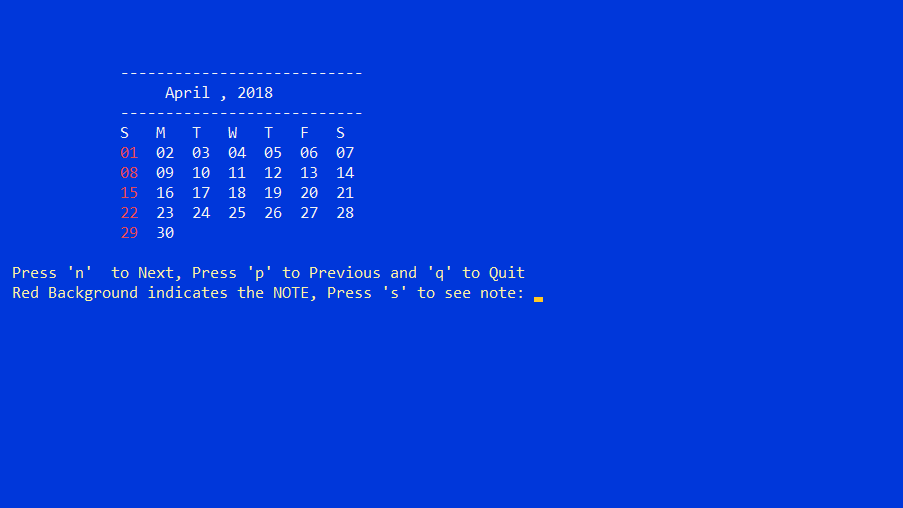 ---------------------------
April , 2018
---------------------------
S M T W T F S
01 02 03 04 05 06 07
08 09 10 11 12 13 14
15 16 17 18 19 20 21
22 23 24 25 26 27 28
29 30
Press 'n'  to Next, Press 'p' to Previous and 'q' to Quit
Red Background indicates the NOTE, Press 's' to see note: